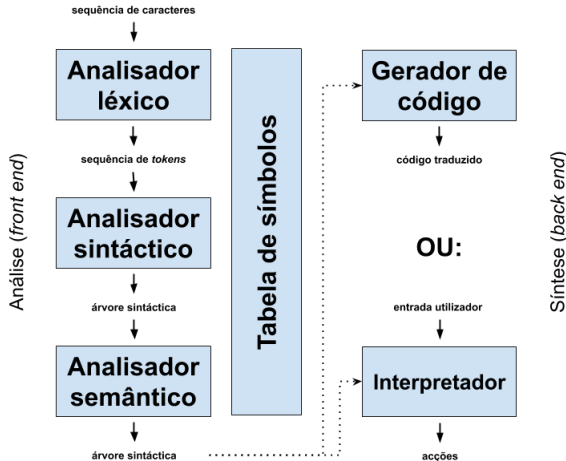 sequência de caracteres
Analisador
léxico
sequência de tokens
Analisador
sintáctico
árvore sintáctica
Analisador
semântico
árvore sintáctica
Análise (front end)
Tabela de símbolos
Gerador de
código
código traduzido
OU:
entrada utilizador
Interpretador
acções
Síntese (back end)